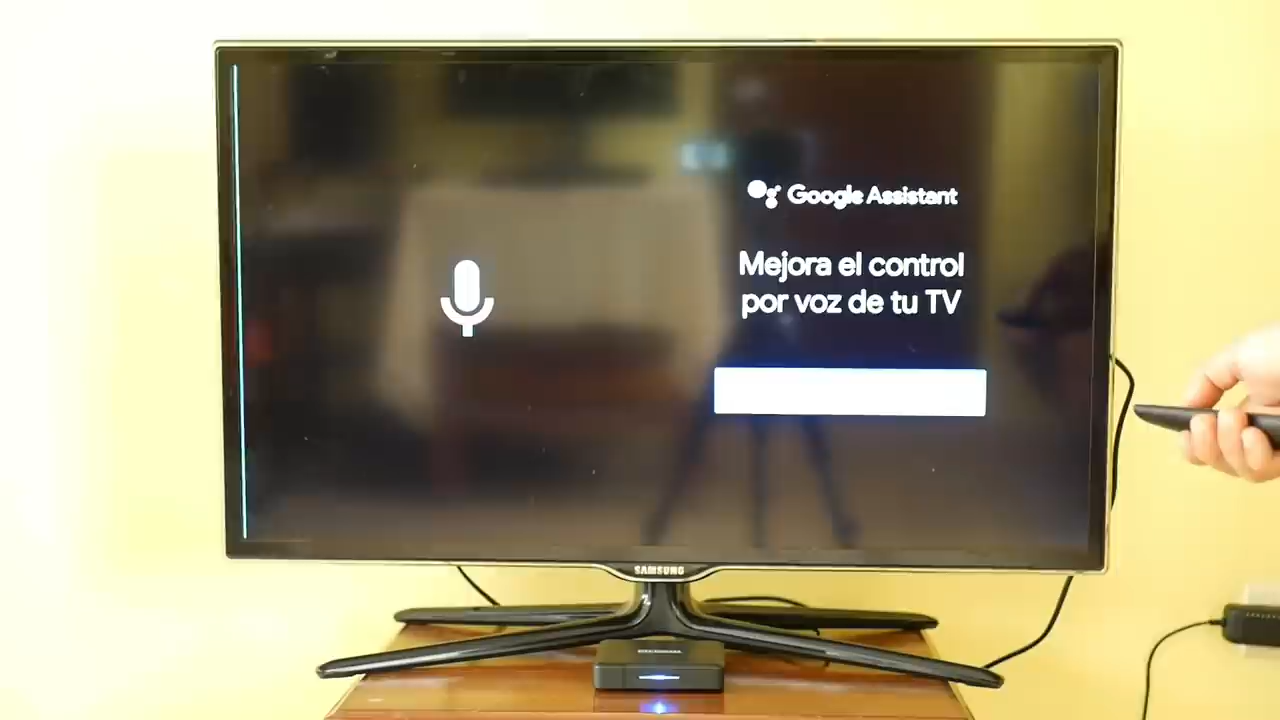 Google Assistant
Mejora el control
por voz de tu TV
SAMSUNG